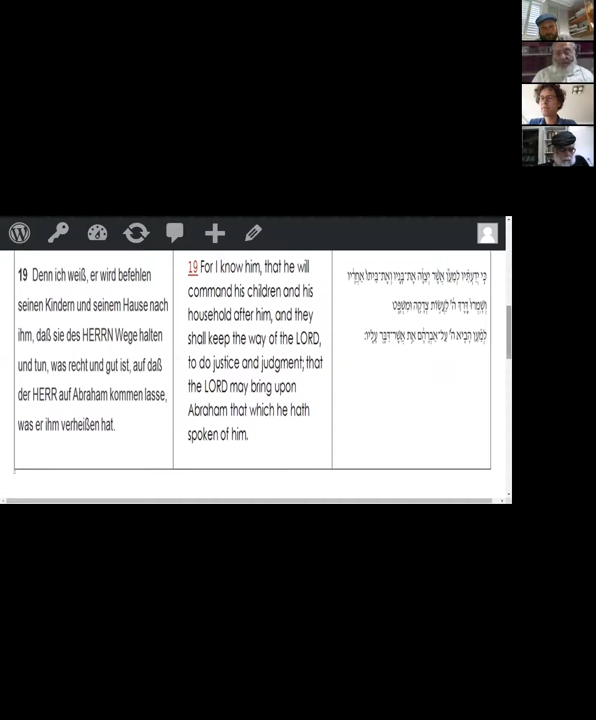 19 Denn ich weiß, er wird befehlen
seinen Kindern und seinem Hause nach
ihm, daß sie des HERRN Wege halten
und tun, was recht und gut ist, auf daß
der HERR auf Abraham kommen lasse,
was er ihm verheißen hat.
19 For I know him, that he will
command his children and his
household after him, and they
shall keep the way of the LORD,
to do justice and judgment; that
the LORD may bring upon
Abraham that which he hath
spoken of him.
כִּ֣י יְדַעְתִּ֗יו לְמַ֩עַן֩ אֲשֶׁ֨ר יְצַוֶּ֜ה אֶת־בָּנָ֤יו וְאֶת־בֵּיתוֹ֙ אַחֲרָ֔יו
וְשָֽׁמְרוּ֙ דֶּ֣רֶךְ ה' לַעֲשׂ֥וֹת צְדָקָ֖ה וּמִשְׁפָּ֑ט
לְמַ֗עַן הָבִ֤יא ה' עַל־אַבְרָהָ֔ם אֵ֥ת אֲשֶׁר־דִּבֶּ֖ר עָלָֽיו׃